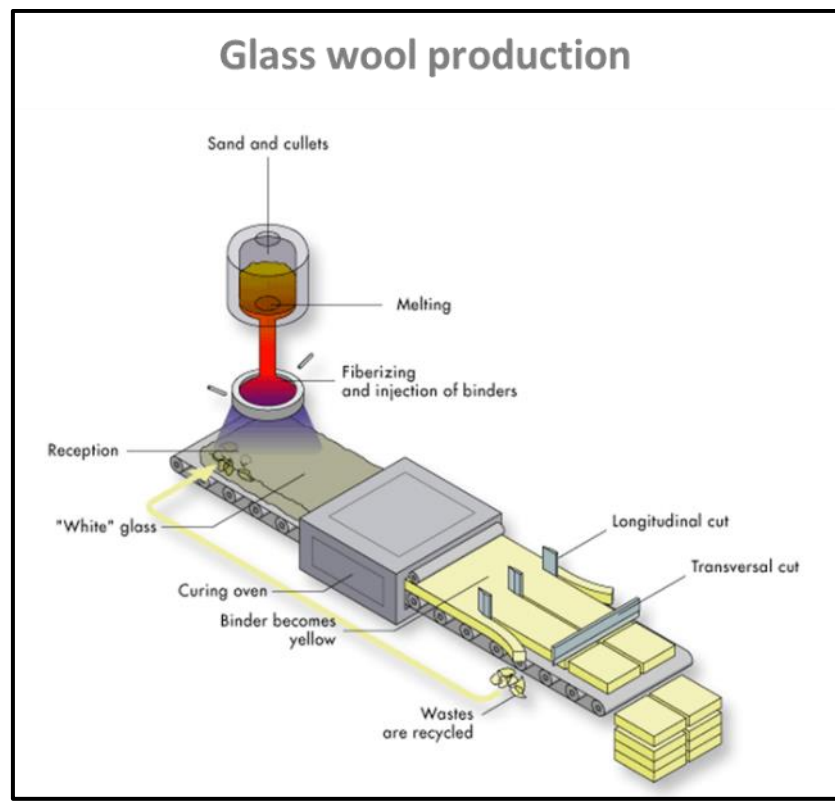 Glass wool production
Sand and cullets
Melting
Fiberizing
and injection of binders
Reception
"White" glass
Longitudinal cut
Transversal cut
Curing oven
Binder becomes
yellow
Wastes
are recycled